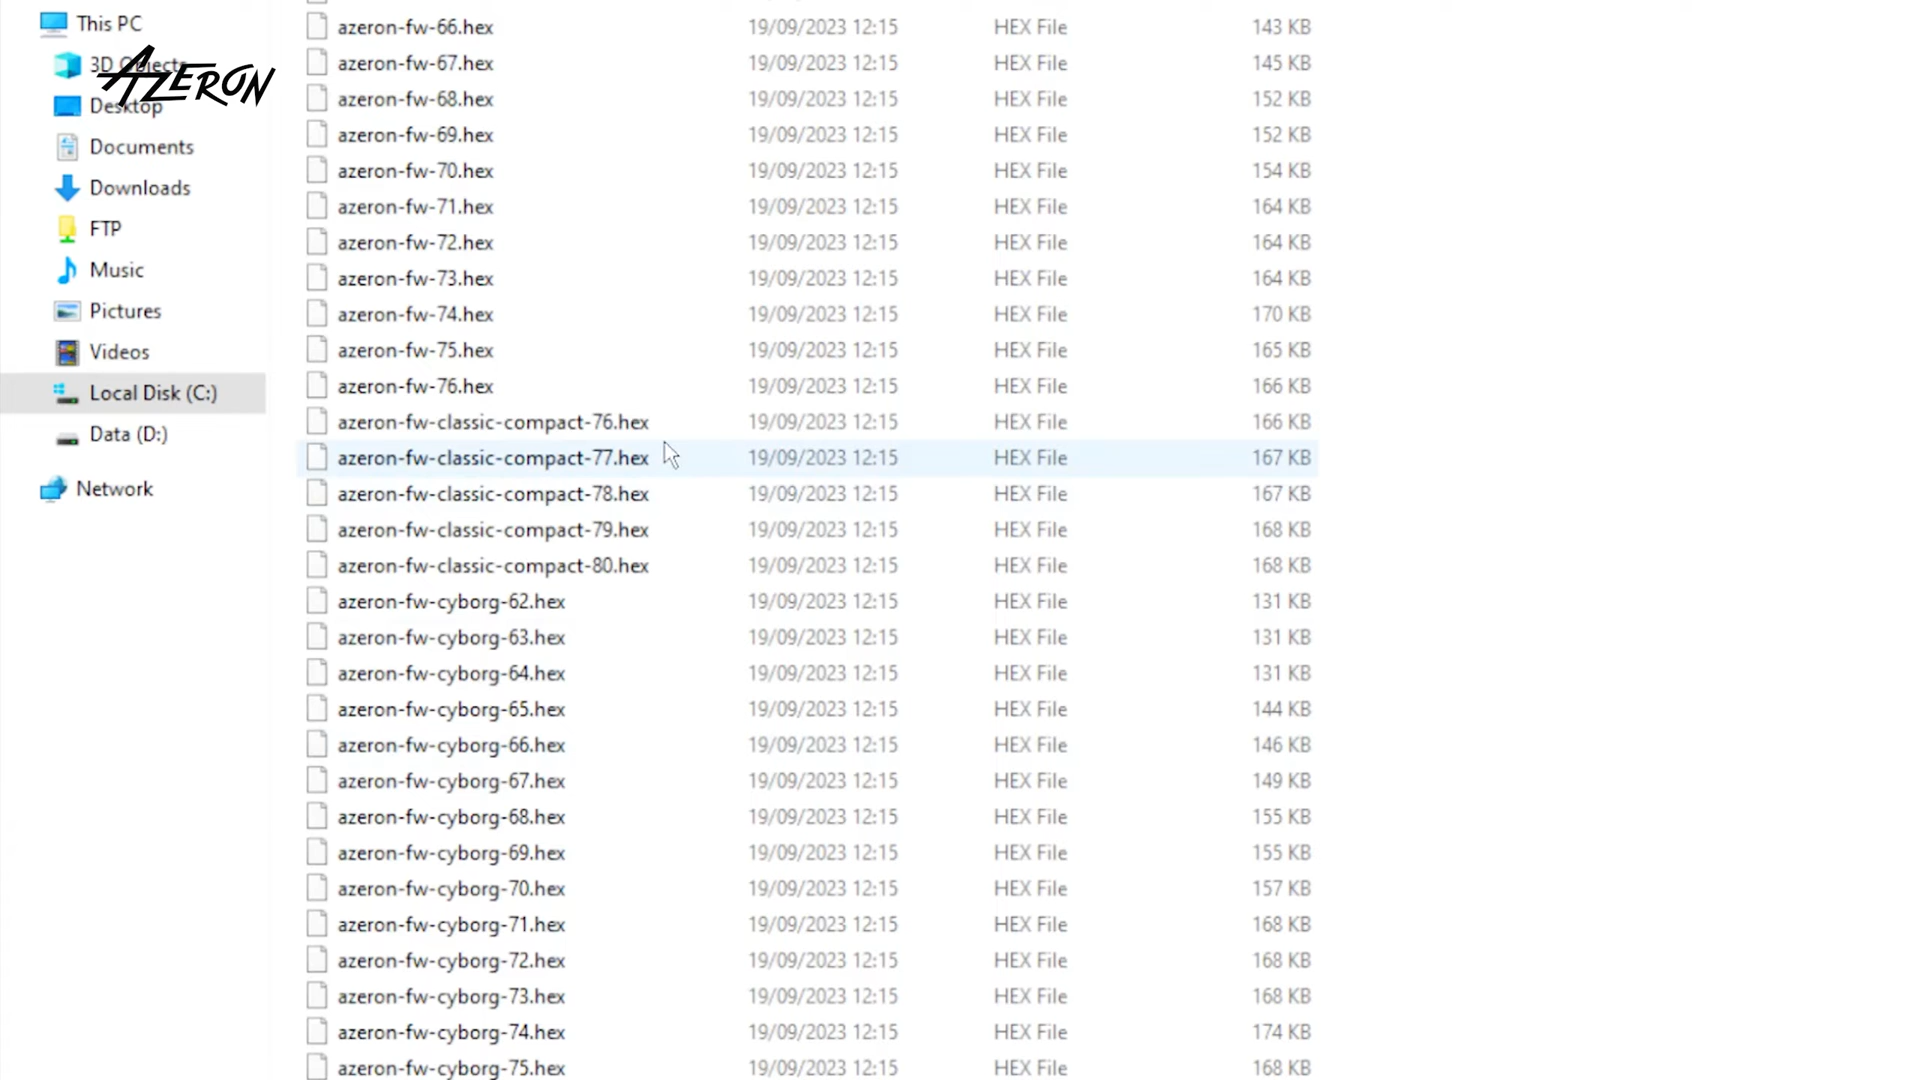 This PC
3D Objects
AZERON
Desktop
Documents
Downloads
FTP
Music
Pictures
Videos
Local Disk (C:)
Data (D:)
Network
azeron-fw-66.hex 19/09/2023 12:15 HEX File 143 KB
azeron-fw-67.hex 19/09/2023 12:15 HEX File 145 KB
azeron-fw-68.hex 19/09/2023 12:15 HEX File 152 KB
azeron-fw-69.hex 19/09/2023 12:15 HEX File 152 KB
azeron-fw-70.hex 19/09/2023 12:15 HEX File 154 KB
azeron-fw-71.hex 19/09/2023 12:15 HEX File 164 KB
azeron-fw-72.hex 19/09/2023 12:15 HEX File 164 KB
azeron-fw-73.hex 19/09/2023 12:15 HEX File 164 KB
azeron-fw-74.hex 19/09/2023 12:15 HEX File 170 KB
azeron-fw-75.hex 19/09/2023 12:15 HEX File 165 KB
azeron-fw-76.hex 19/09/2023 12:15 HEX File 166 KB
azeron-fw-classic-compact-76.hex 19/09/2023 12:15 HEX File 166 KB
azeron-fw-classic-compact-77.hex 19/09/2023 12:15 HEX File 167 KB
azeron-fw-classic-compact-78.hex 19/09/2023 12:15 HEX File 167 KB
azeron-fw-classic-compact-79.hex 19/09/2023 12:15 HEX File 168 KB
azeron-fw-classic-compact-80.hex 19/09/2023 12:15 HEX File 168 KB
azeron-fw-cyborg-62.hex 19/09/2023 12:15 HEX File 131 KB
azeron-fw-cyborg-63.hex 19/09/2023 12:15 HEX File 131 KB
azeron-fw-cyborg-64.hex 19/09/2023 12:15 HEX File 131 KB
azeron-fw-cyborg-65.hex 19/09/2023 12:15 HEX File 144 KB
azeron-fw-cyborg-66.hex 19/09/2023 12:15 HEX File 146 KB
azeron-fw-cyborg-67.hex 19/09/2023 12:15 HEX File 149 KB
azeron-fw-cyborg-68.hex 19/09/2023 12:15 HEX File 155 KB
azeron-fw-cyborg-69.hex 19/09/2023 12:15 HEX File 155 KB
azeron-fw-cyborg-70.hex 19/09/2023 12:15 HEX File 157 KB
azeron-fw-cyborg-71.hex 19/09/2023 12:15 HEX File 168 KB
azeron-fw-cyborg-72.hex 19/09/2023 12:15 HEX File 168 KB
azeron-fw-cyborg-73.hex 19/09/2023 12:15 HEX File 168 KB
azeron-fw-cyborg-74.hex 19/09/2023 12:15 HEX File 174 KB
azeron-fw-cyborg-75.hex 19/09/2023 12:15 HEX File 168 KB